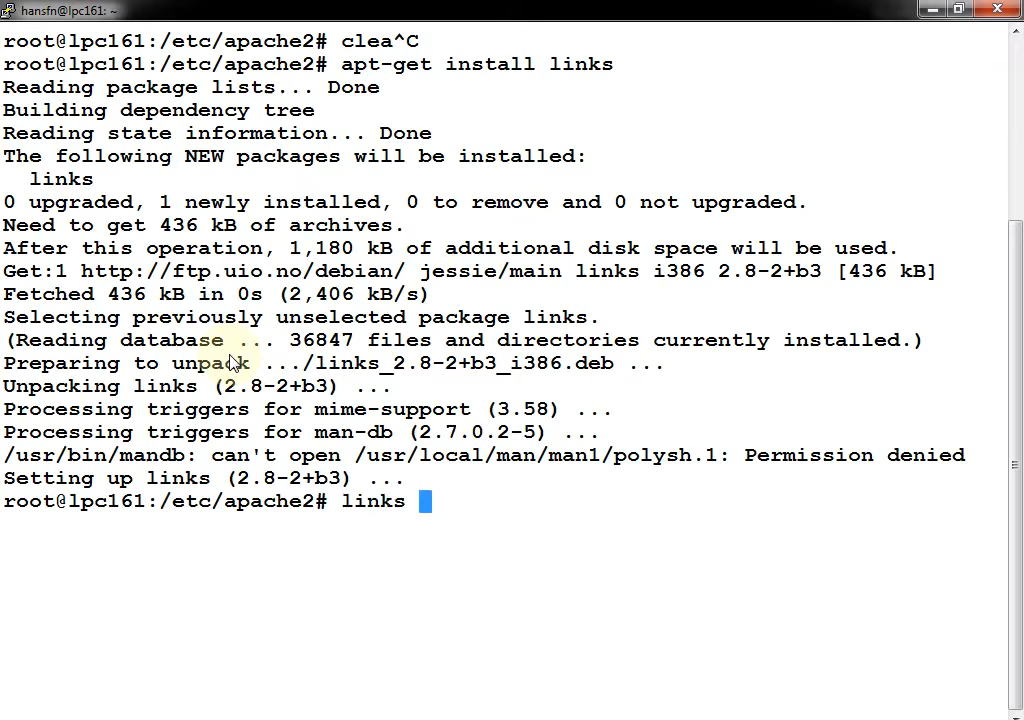 hansfn@lpc161: ~
root@lpc161:/etc/apache2# clea^C
root@lpc161:/etc/apache2# apt-get install links
Reading package lists... Done
Building dependency tree
Reading state information... Done
The following NEW packages will be installed:
  links
0 upgraded, 1 newly installed, 0 to remove and 0 not upgraded.
Need to get 436 kB of archives.
After this operation, 1,180 kB of additional disk space will be used.
Get:1 http://ftp.uio.no/debian/ jessie/main links i386 2.8-2+b3 [436 kB]
Fetched 436 kB in 0s (2,406 kB/s)
Selecting previously unselected package links.
(Reading database ... 36847 files and directories currently installed.)
Preparing to unpack .../links_2.8-2+b3_i386.deb ...
Unpacking links (2.8-2+b3) ...
Processing triggers for mime-support (3.58) ...
Processing triggers for man-db (2.7.0.2-5) ...
/usr/bin/mandb: can't open /usr/local/man/man1/polysh.1: Permission denied
Setting up links (2.8-2+b3) ...
root@lpc161:/etc/apache2# links